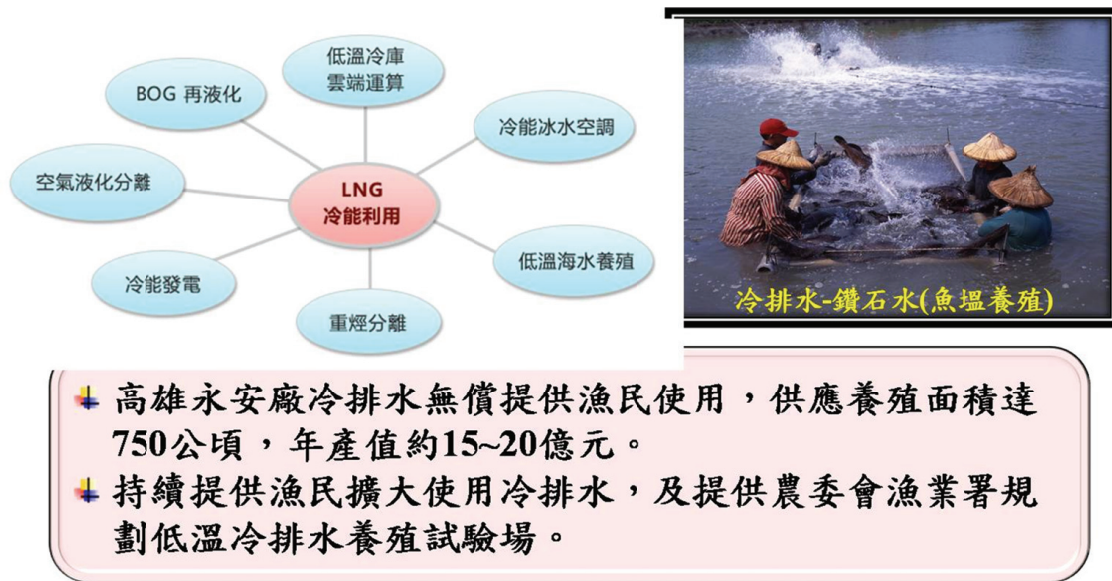 低溫冷庫
雲端運算
BOG 再液化
冷能冰水空調
空氣液化分離
LNG
冷能利用
冷能發電
低溫海水養殖
重烴分離
冷排水-鑽石水(魚塭養殖)
高雄永安廠冷排水無償提供漁民使用，供應養殖面積達
750公頃，年產值約15~20億元。
持續提供漁民擴大使用冷排水，及提供農委會漁業署規
劃低溫冷排水養殖試驗場。